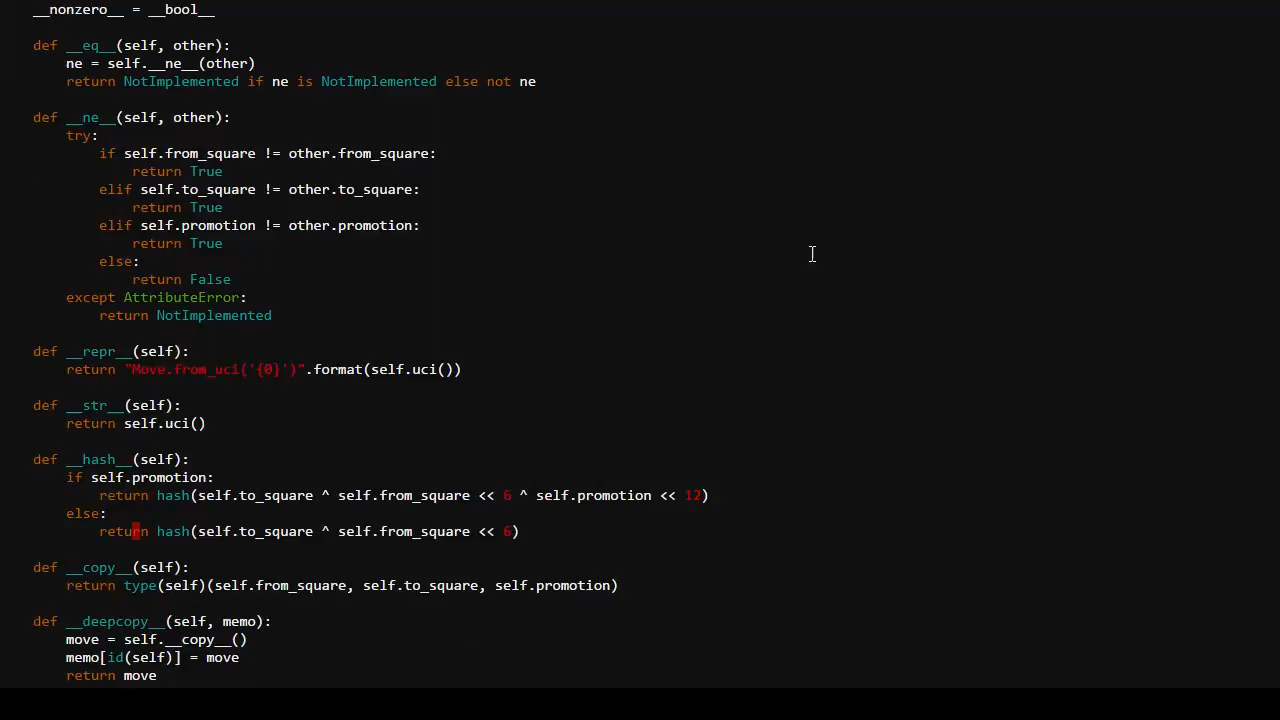 __nonzero__ = __bool__
def __eq__(self, other):
ne = self.__ne__(other)
return NotImplemented if ne is NotImplemented else not ne
def __ne__(self, other):
try:
if self.from_square != other.from_square:
return True
elif self.to_square != other.to_square:
return True
elif self.promotion != other.promotion:
return True
else:
return False
except AttributeError:
return NotImplemented
def __repr__(self):
return "Move.from_uci('{0}')".format(self.uci())
def __str__(self):
return self.uci()
def __hash__(self):
if self.promotion:
return hash(self.to_square ^ self.from_square << 6 ^ self.promotion << 12)
else:
return hash(self.to_square ^ self.from_square << 6)
def __copy__(self):
return type(self)(self.from_square, self.to_square, self.promotion)
def __deepcopy__(self, memo):
move = self.__copy__()
memo[id(self)] = move
return move